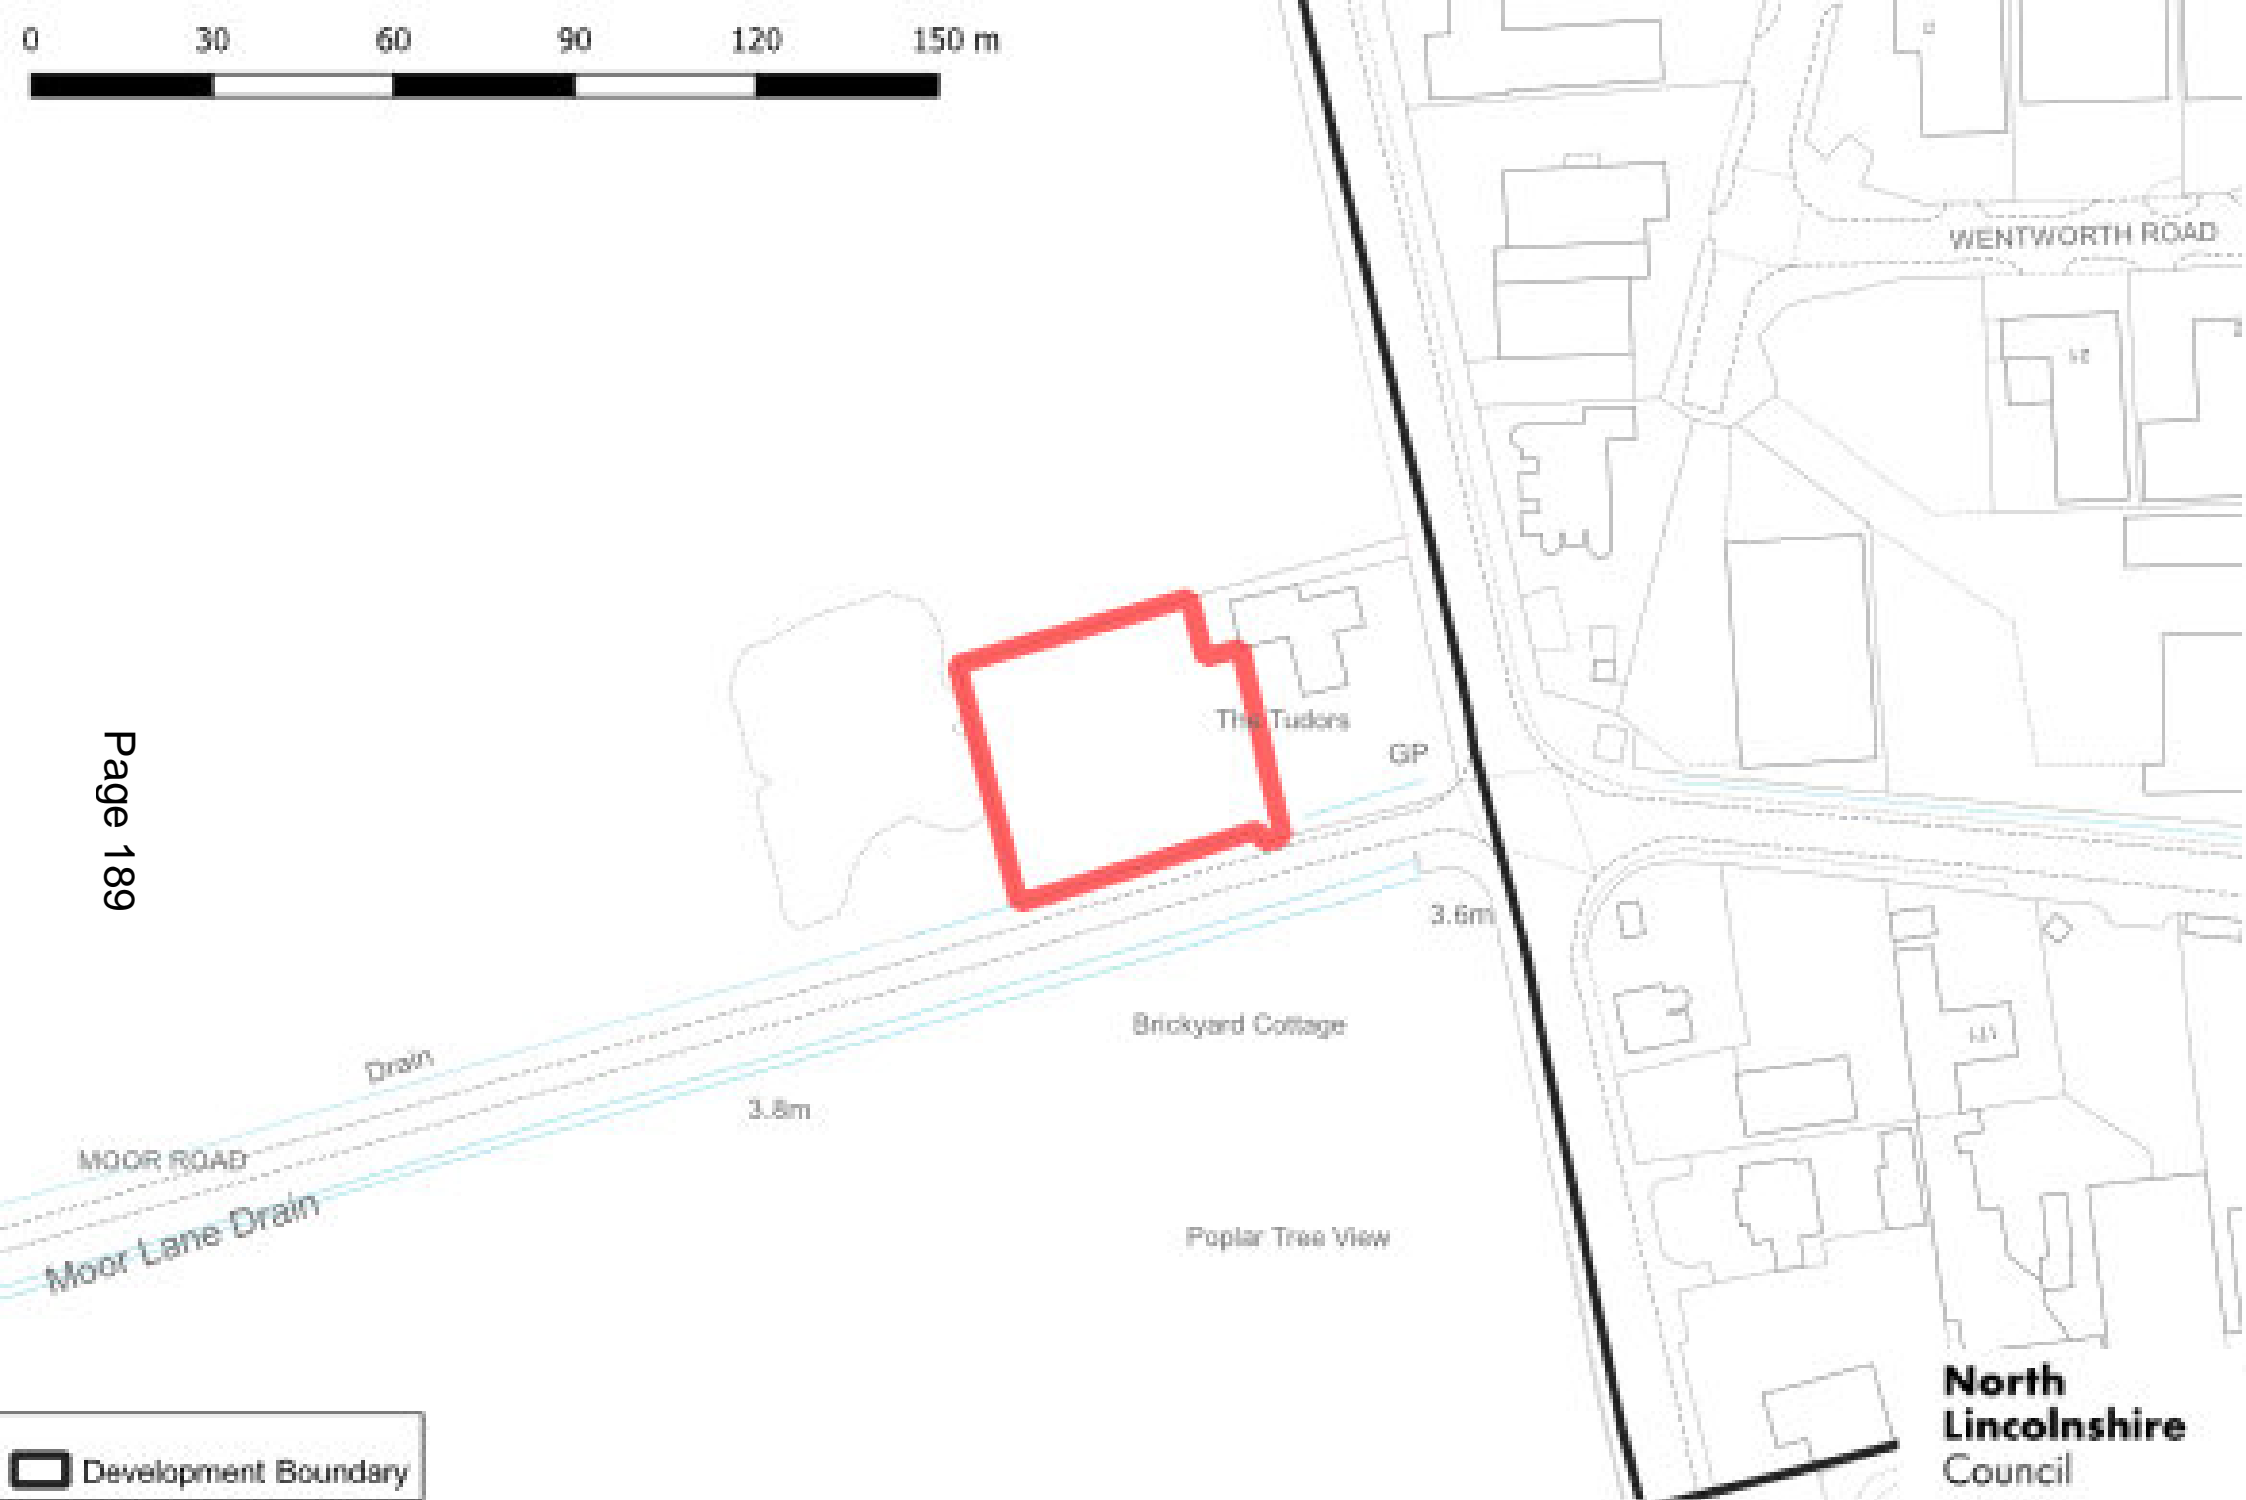 0 30 60 90 120 150 m
WENTWORTH ROAD
21
The Tudors
GP
Page 189
3.6m
Brickyard Cottage
Drain
3.8m
MOOR ROAD
Moor Lane Drain
Poplar Tree View
North
Lincolnshire
Council
Development Boundary